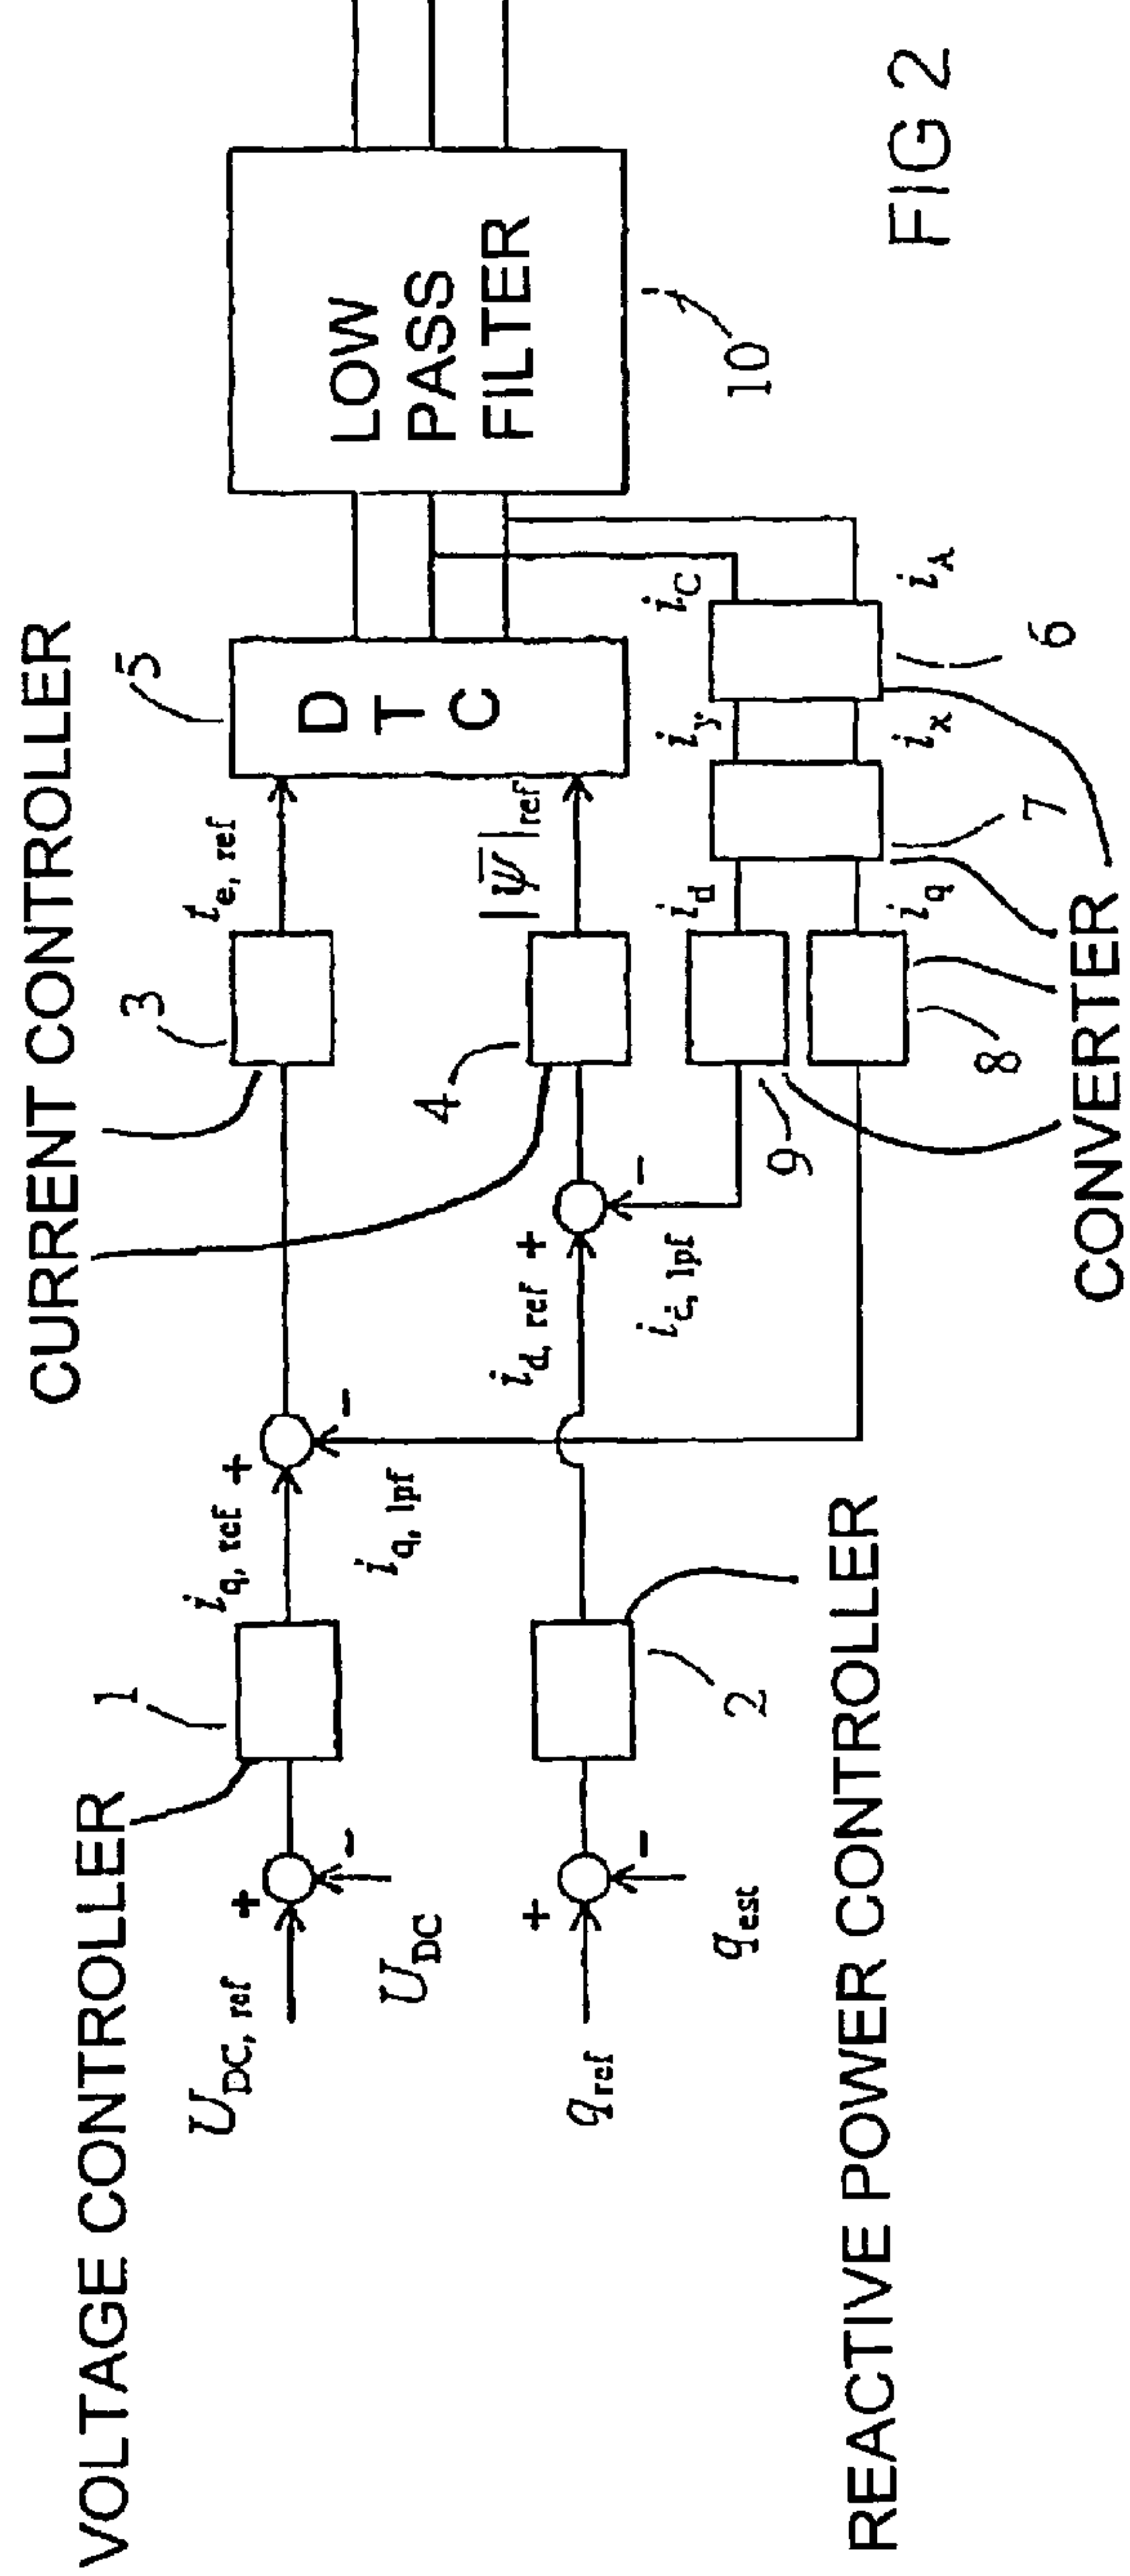 VOLTAGE CONTROLLER
CURRENT CONTROLLER
1
3
5
U_DC, ref
+
-
U_DC
i_q, ref
+
-
i_q, lpf
t_e, ref
D
T
C
LOW
PASS
FILTER
10
q_ref
+
-
q_est
2
i_d, ref
+
-
4
|ψ̅|_ref
i_d
i_y
i_C
9
8
i_q
7
i_x
6
i_A
REACTIVE POWER CONTROLLER
CONVERTER
FIG 2